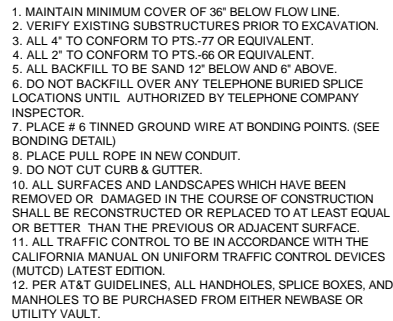 1. MAINTAIN MINIMUM COVER OF 36" BELOW FLOW LINE.
2. VERIFY EXISTING SUBSTRUCTURES PRIOR TO EXCAVATION.
3. ALL 4" TO CONFORM TO PTS.-77 OR EQUIVALENT.
4. ALL 2" TO CONFORM TO PTS.-66 OR EQUIVALENT.
5. ALL BACKFILL TO BE SAND 12" BELOW AND 6" ABOVE.
6. DO NOT BACKFILL OVER ANY TELEPHONE BURIED SPLICE
LOCATIONS UNTIL AUTHORIZED BY TELEPHONE COMPANY
INSPECTOR.
7. PLACE # 6 TINNED GROUND WIRE AT BONDING POINTS. (SEE
BONDING DETAIL)
8. PLACE PULL ROPE IN NEW CONDUIT.
9. DO NOT CUT CURB & GUTTER.
10. ALL SURFACES AND LANDSCAPES WHICH HAVE BEEN
REMOVED OR DAMAGED IN THE COURSE OF CONSTRUCTION
SHALL BE RECONSTRUCTED OR REPLACED TO AT LEAST EQUAL
OR BETTER THAN THE PREVIOUS OR ADJACENT SURFACE.
11. ALL TRAFFIC CONTROL TO BE IN ACCORDANCE WITH THE
CALIFORNIA MANUAL ON UNIFORM TRAFFIC CONTROL DEVICES
(MUTCD) LATEST EDITION.
12. PER AT&T GUIDELINES, ALL HANDHOLES, SPLICE BOXES, AND
MANHOLES TO BE PURCHASED FROM EITHER NEWBASE OR
UTILITY VAULT.